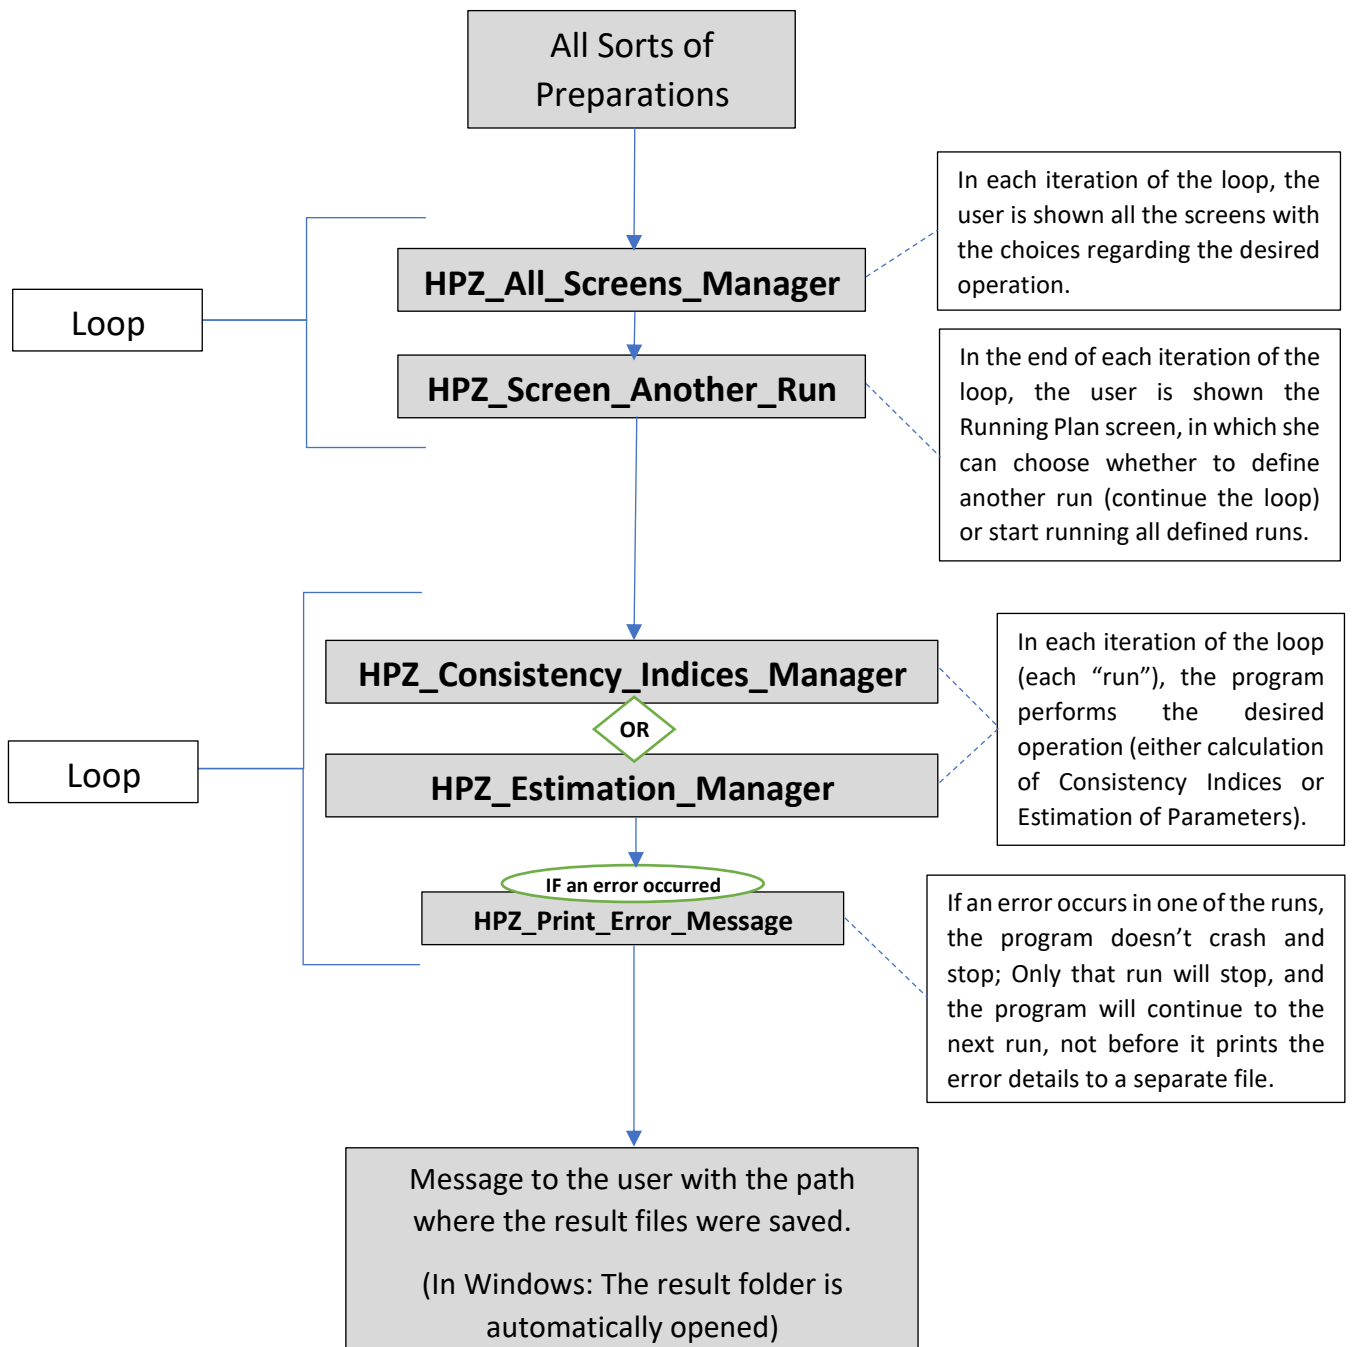 All Sorts of
Preparations
In each iteration of the loop, the
user is shown all the screens with
the choices regarding the desired
operation.
HPZ_All_Screens_Manager
Loop
HPZ_Screen_Another_Run
In the end of each iteration of the
loop, the user is shown the
Running Plan screen, in which she
can choose whether to define
another run (continue the loop)
or start running all defined runs.
HPZ_Consistency_Indices_Manager
OR
HPZ_Estimation_Manager
Loop
In each iteration of the loop
(each “run”), the program
performs the desired
operation (either calculation
of Consistency Indices or
Estimation of Parameters).
IF an error occurred
HPZ_Print_Error_Message
If an error occurs in one of the runs,
the program doesn’t crash and
stop; Only that run will stop, and
the program will continue to the
next run, not before it prints the
error details to a separate file.
Message to the user with the path
where the result files were saved.
(In Windows: The result folder is
automatically opened)